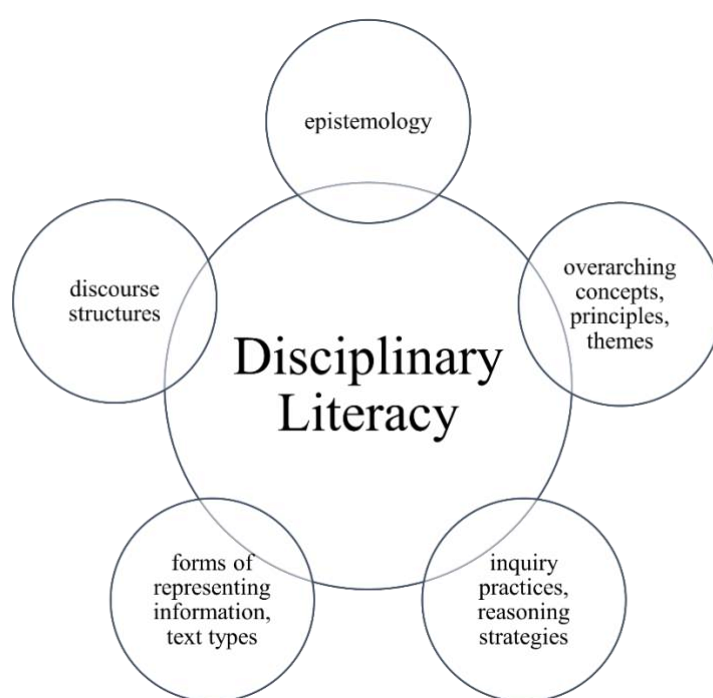 epistemology
discourse
structures
overarching
concepts,
principles,
themes
Disciplinary
Literacy
forms of
representing
information,
text types
inquiry
practices,
reasoning
strategies